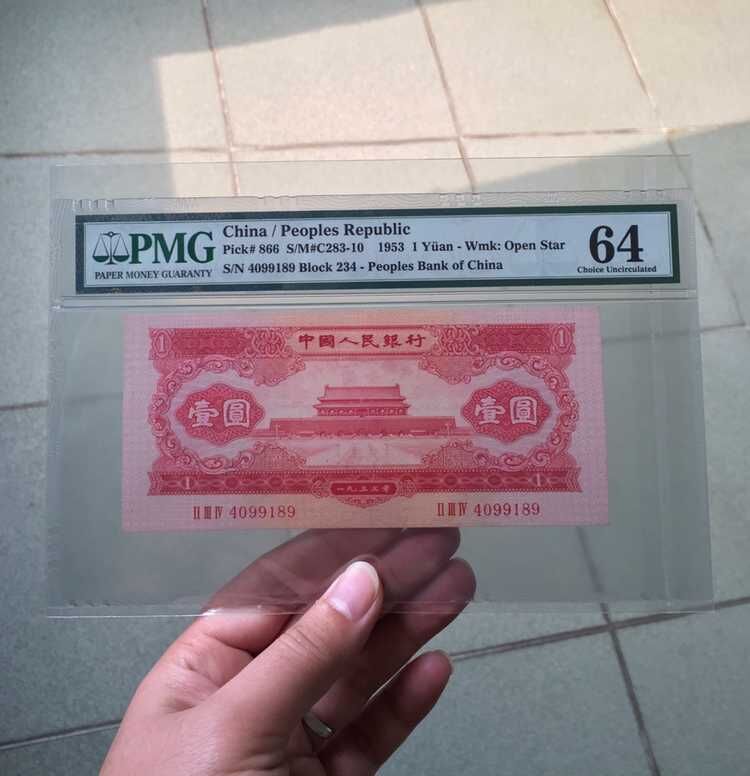 PMG
PAPER MONEY GUARANTY
China / Peoples Republic
Pick# 866 S/M#C283-10 1953 1 Yüan - Wmk: Open Star
S/N 4099189 Block 234 - Peoples Bank of China
64
Choice Uncirculated
1 中國人民銀行 1
壹圓 壹圓
1 一九五三年 1
II III IV 4099189 II III IV 4099189